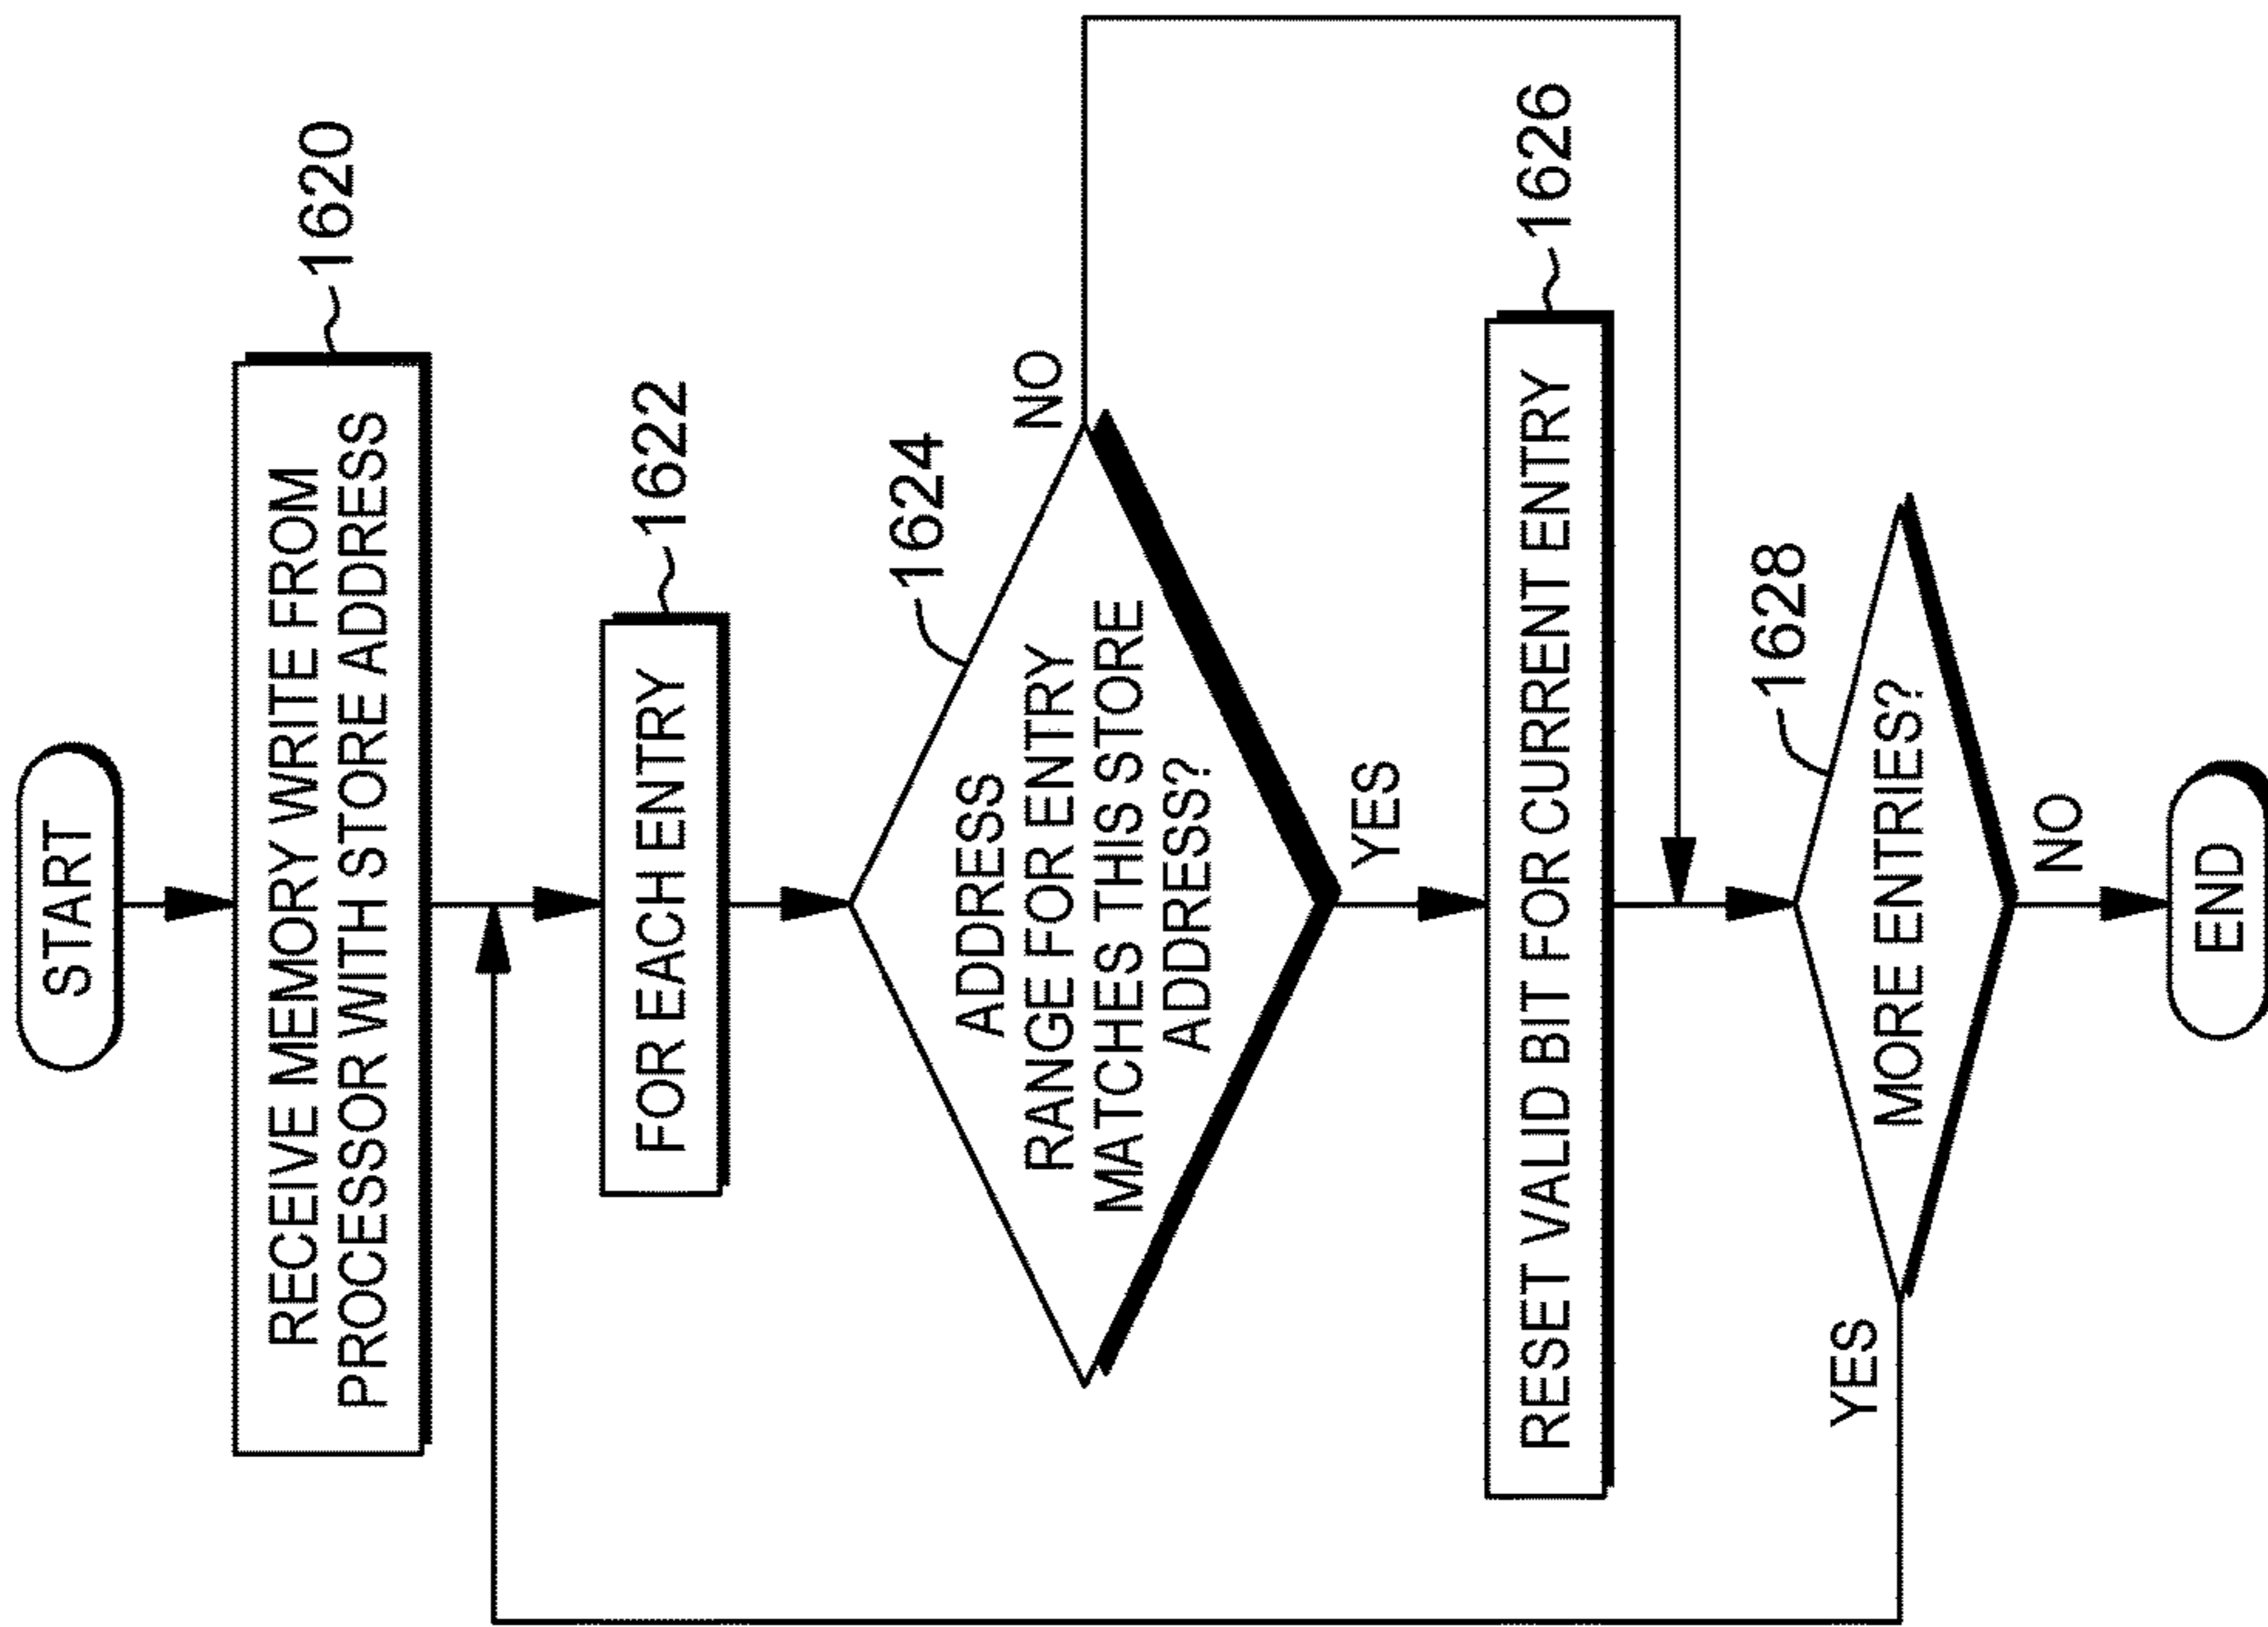 START
RECEIVE MEMORY WRITE FROM
PROCESSOR WITH STORE ADDRESS
1620
FOR EACH ENTRY
1622
ADDRESS
RANGE FOR ENTRY
MATCHES THIS STORE
ADDRESS?
1624
NO
YES
RESET VALID BIT FOR CURRENT ENTRY
1626
MORE ENTRIES?
1628
YES
NO
END